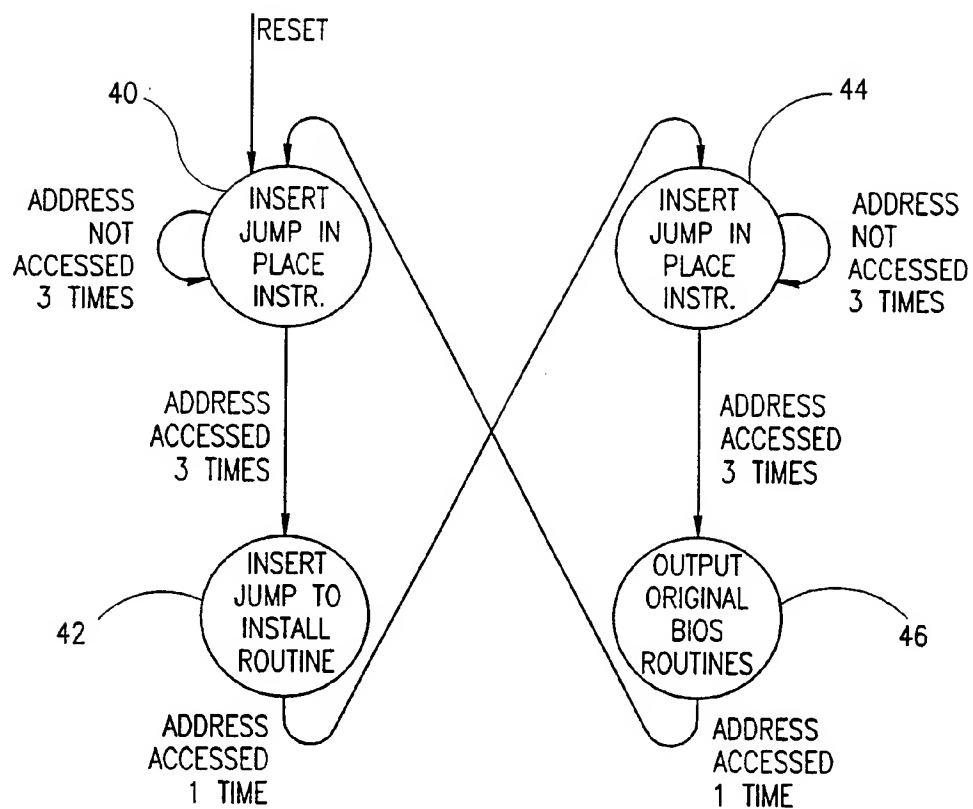 RESET
40
44
INSERT
JUMP IN
PLACE
INSTR.
ADDRESS
NOT
ACCESSED
3 TIMES
INSERT
JUMP IN
PLACE
INSTR.
ADDRESS
NOT
ACCESSED
3 TIMES
ADDRESS
ACCESSED
3 TIMES
ADDRESS
ACCESSED
3 TIMES
INSERT
JUMP TO
INSTALL
ROUTINE
42
OUTPUT
ORIGINAL
BIOS
ROUTINES
46
ADDRESS
ACCESSED
1 TIME
ADDRESS
ACCESSED
1 TIME